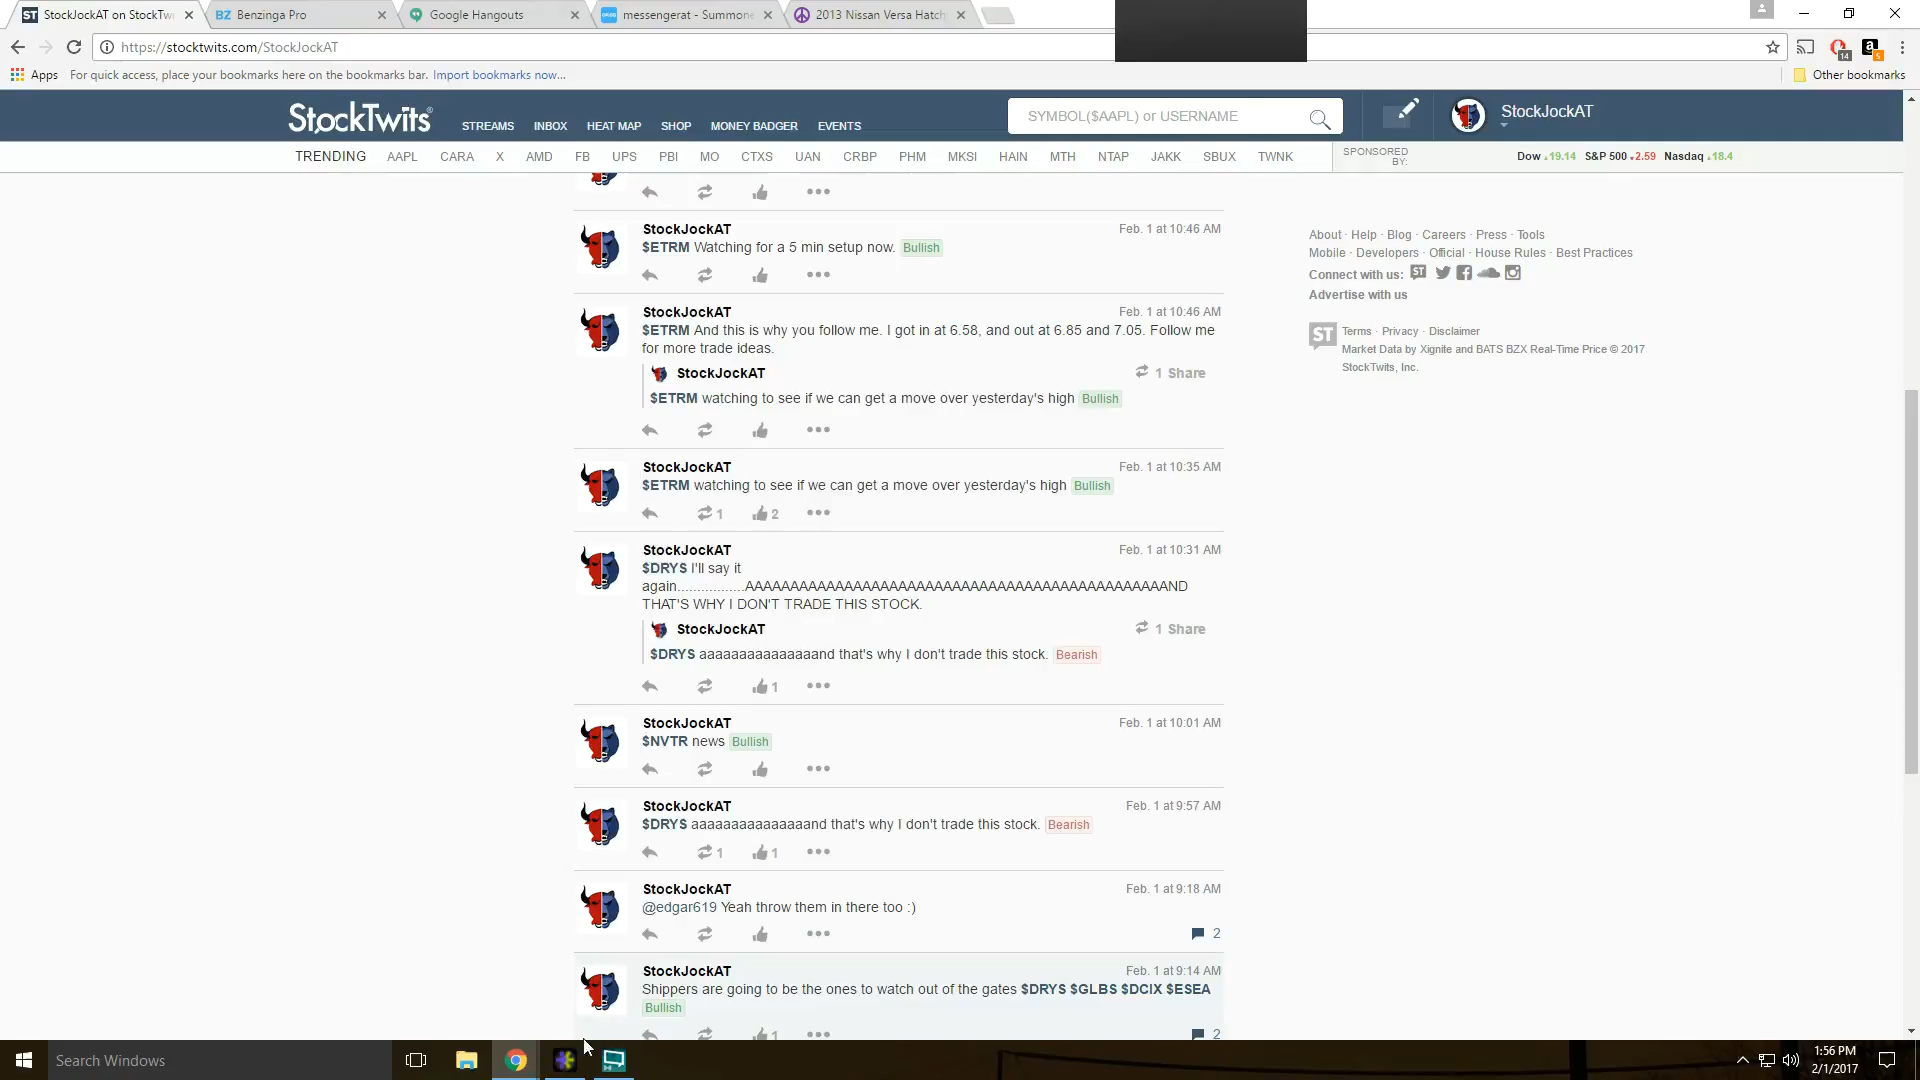 StockJockAT on StockTwi
Benzinga Pro
Google Hangouts
messengerat - Summone
2013 Nissan Versa Hatch
https://stocktwits.com/StockJockAT
14
5
Apps
For quick access, place your bookmarks here on the bookmarks bar. Import bookmarks now...
Other bookmarks
StockTwits
STREAMS
INBOX
HEAT MAP
SHOP
MONEY BADGER
EVENTS
SYMBOL($AAPL) or USERNAME
StockJockAT
TRENDING AAPL CARA X AMD FB UPS PBI MO CTXS UAN CRBP PHM MKSI HAIN MTH NTAP JAKK SBUX TWNK
SPONSORED BY:
Dow 19.14 S&P 500 2.59 Nasdaq 18.4
StockJockAT
Feb. 1 at 10:46 AM
$ETRM Watching for a 5 min setup now. Bullish
StockJockAT
Feb. 1 at 10:46 AM
$ETRM And this is why you follow me. I got in at 6.58, and out at 6.85 and 7.05. Follow me
for more trade ideas.
StockJockAT
1 Share
$ETRM watching to see if we can get a move over yesterday's high Bullish
StockJockAT
Feb. 1 at 10:35 AM
$ETRM watching to see if we can get a move over yesterday's high Bullish
1
2
StockJockAT
Feb. 1 at 10:31 AM
$DRYS I'll say it
again.................AAAAAAAAAAAAAAAAAAAAAAAAAAAAAAAAAAAAAAAAAAAAAAAND
THAT'S WHY I DON'T TRADE THIS STOCK.
StockJockAT
1 Share
$DRYS aaaaaaaaaaaaaaand that's why I don't trade this stock. Bearish
1
StockJockAT
Feb. 1 at 10:01 AM
$NVTR news Bullish
StockJockAT
Feb. 1 at 9:57 AM
$DRYS aaaaaaaaaaaaaaand that's why I don't trade this stock. Bearish
1
1
StockJockAT
Feb. 1 at 9:18 AM
@edgar619 Yeah throw them in there too :)
2
StockJockAT
Feb. 1 at 9:14 AM
Shippers are going to be the ones to watch out of the gates $DRYS $GLBS $DCIX $ESEA
Bullish
1
2
About · Help · Blog · Careers · Press · Tools
Mobile · Developers · Official · House Rules · Best Practices
Connect with us:
Advertise with us
ST
Terms · Privacy · Disclaimer
Market Data by Xignite and BATS BZX Real-Time Price © 2017
StockTwits, Inc.
Search Windows
1:56 PM
2/1/2017